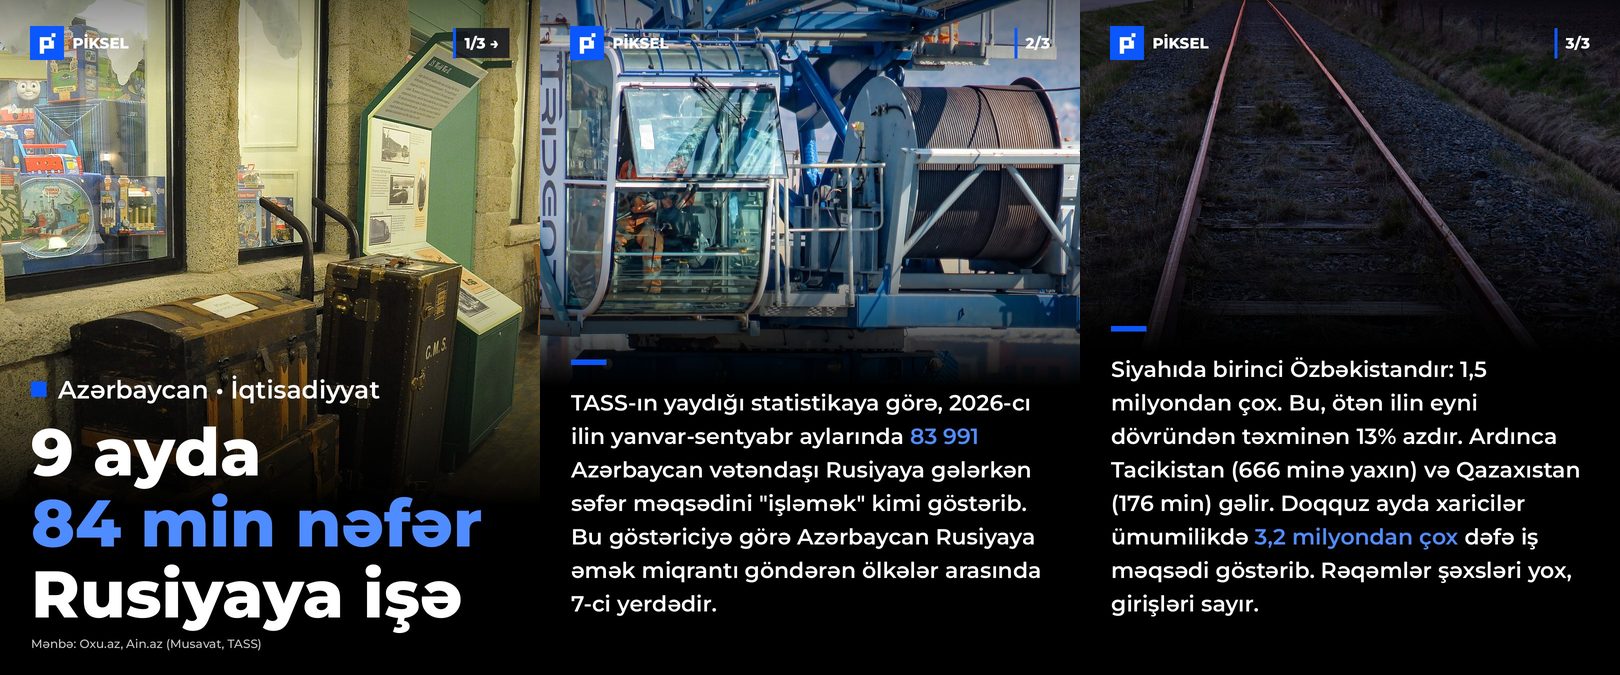 PİKSEL
1/3 →
G.M.S.
Azərbaycan • İqtisadiyyat
9 ayda
84 min nəfər
Rusiyaya işə
Mənbə: Oxu.az, Ain.az (Musavat, TASS)
PİKSEL
2/3
TRIDENT
TASS-ın yaydığı statistikaya görə, 2026-cı
ilin yanvar-sentyabr aylarında 83 991
Azərbaycan vətəndaşı Rusiyaya gələrkən
səfər məqsədini "işləmək" kimi göstərib.
Bu göstəriciyə görə Azərbaycan Rusiyaya
əmək miqrantı göndərən ölkələr arasında
7-ci yerdədir.
PİKSEL
3/3
Siyahıda birinci Özbəkistandır: 1,5
milyondan çox. Bu, ötən ilin eyni
dövründən təxminən 13% azdır. Ardınca
Tacikistan (666 minə yaxın) və Qazaxıstan
(176 min) gəlir. Doqquz ayda xaricilər
ümumilikdə 3,2 milyondan çox dəfə iş
məqsədi göstərib. Rəqəmlər şəxsləri yox,
girişləri sayır.